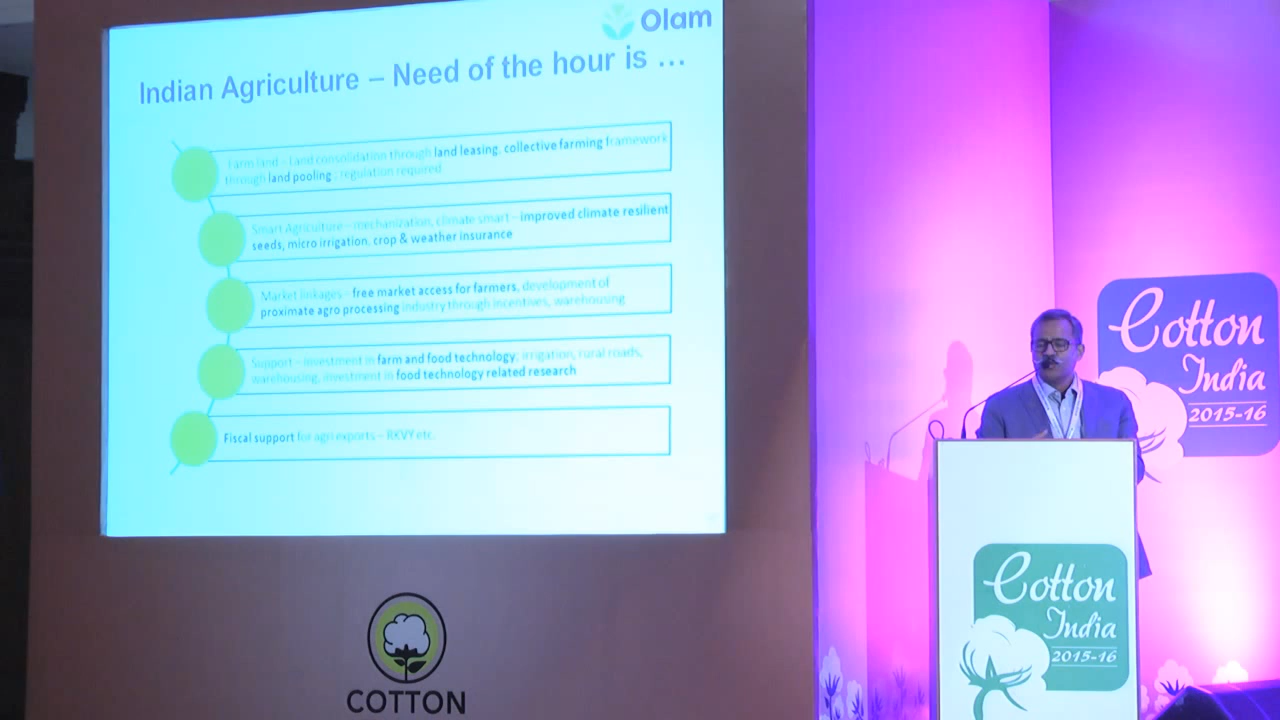 Olam
Indian Agriculture – Need of the hour is ...
Farm land – Land consolidation through land leasing, collective farming framework
through land pooling ; regulation required
Smart Agriculture – mechanization, climate smart – improved climate resilient
seeds, micro irrigation, crop & weather insurance
Market linkages – free market access for farmers, development of
proximate agro processing industry through incentives, warehousing
Support – Investment in farm and food technology; irrigation, rural roads,
warehousing, investment in food technology related research
Fiscal support for agri exports – RKVY etc.
COTTON
Cotton
India
2015-16
Cotton
India
2015-16